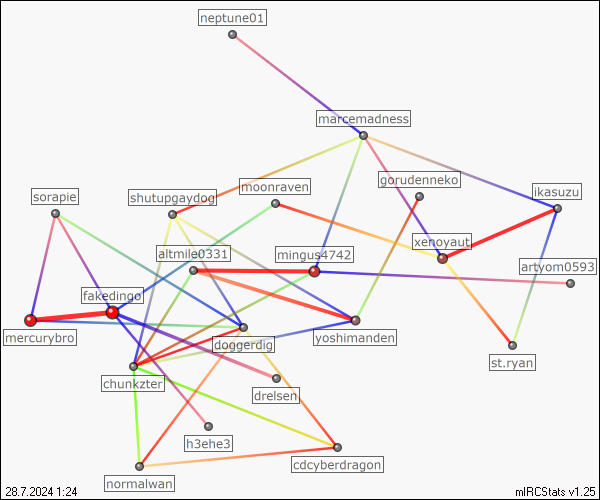 neptune01
marcemadness
gorudenneko
moonraven
ikasuzu
sorapie
shutupgaydog
xenoyaut
altmile0331
mingus4742
artyom0593
fakedingo
mercurybro
doggerdig
yoshimanden
st.ryan
chunkzter
drelsen
h3ehe3
cdcyberdragon
normalwan
28.7.2024 1:24
mIRCStats v1.25